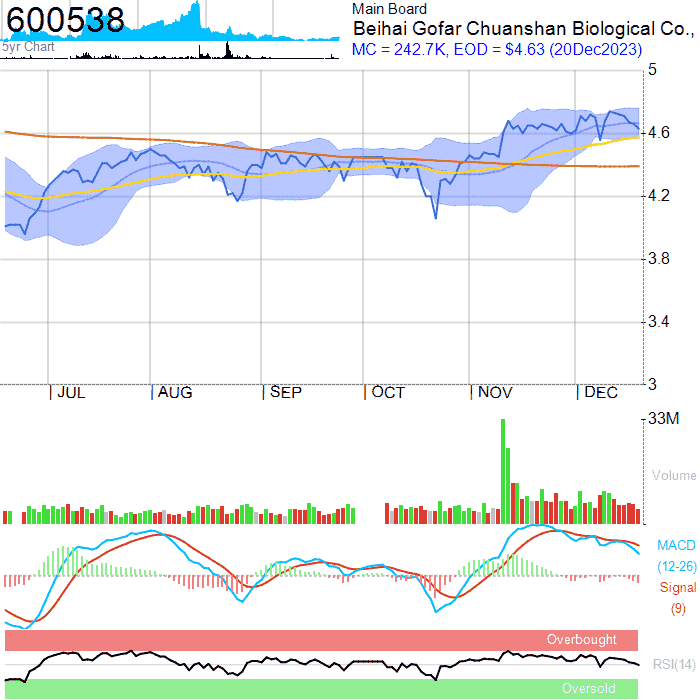 600538
5yr Chart
Main Board
Beihai Gofar Chuanshan Biological Co.,
MC = 242.7K, EOD = $4.63 (20Dec2023)
5
4.6
4.2
3.8
3.4
3
JUL AUG SEP OCT NOV DEC
33M
Volume
MACD
(12-26)
Signal
(9)
Overbought
RSI(14)
Oversold